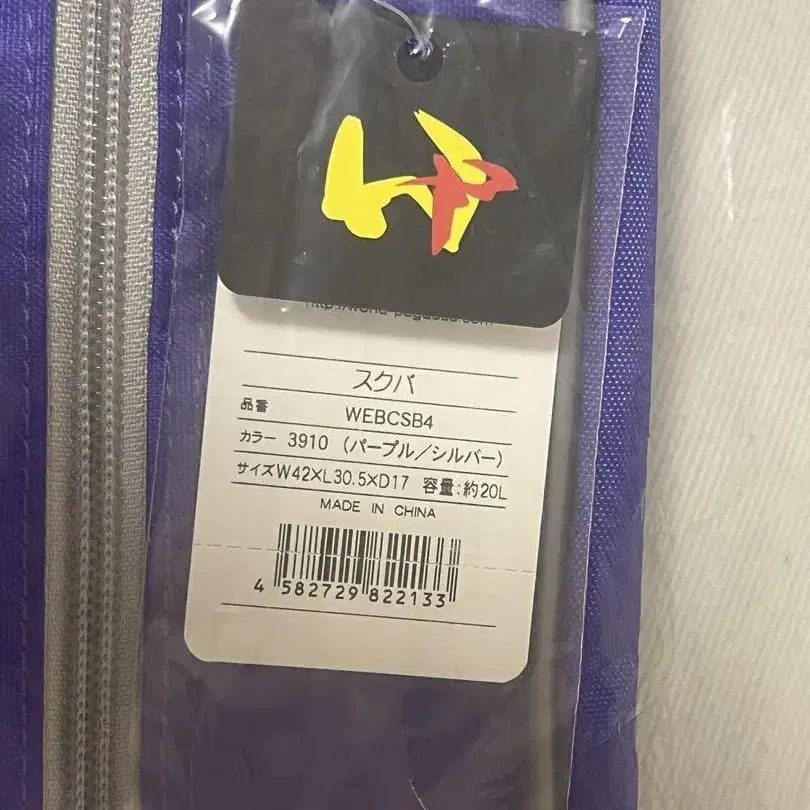 スクバ
品番 WEBCSB4
カラー 3910 (パープル／シルバー)
サイズW42×L30.5×D17 容量:約20L
MADE IN CHINA
4 582729 822133